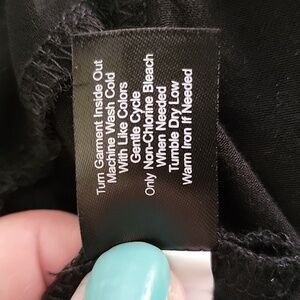 Turn Garment Inside Out
Machine Wash Cold
With Like Colors
Gentle Cycle
Only Non-Chlorine Bleach
When Needed
Tumble Dry Low
Warm Iron If Needed